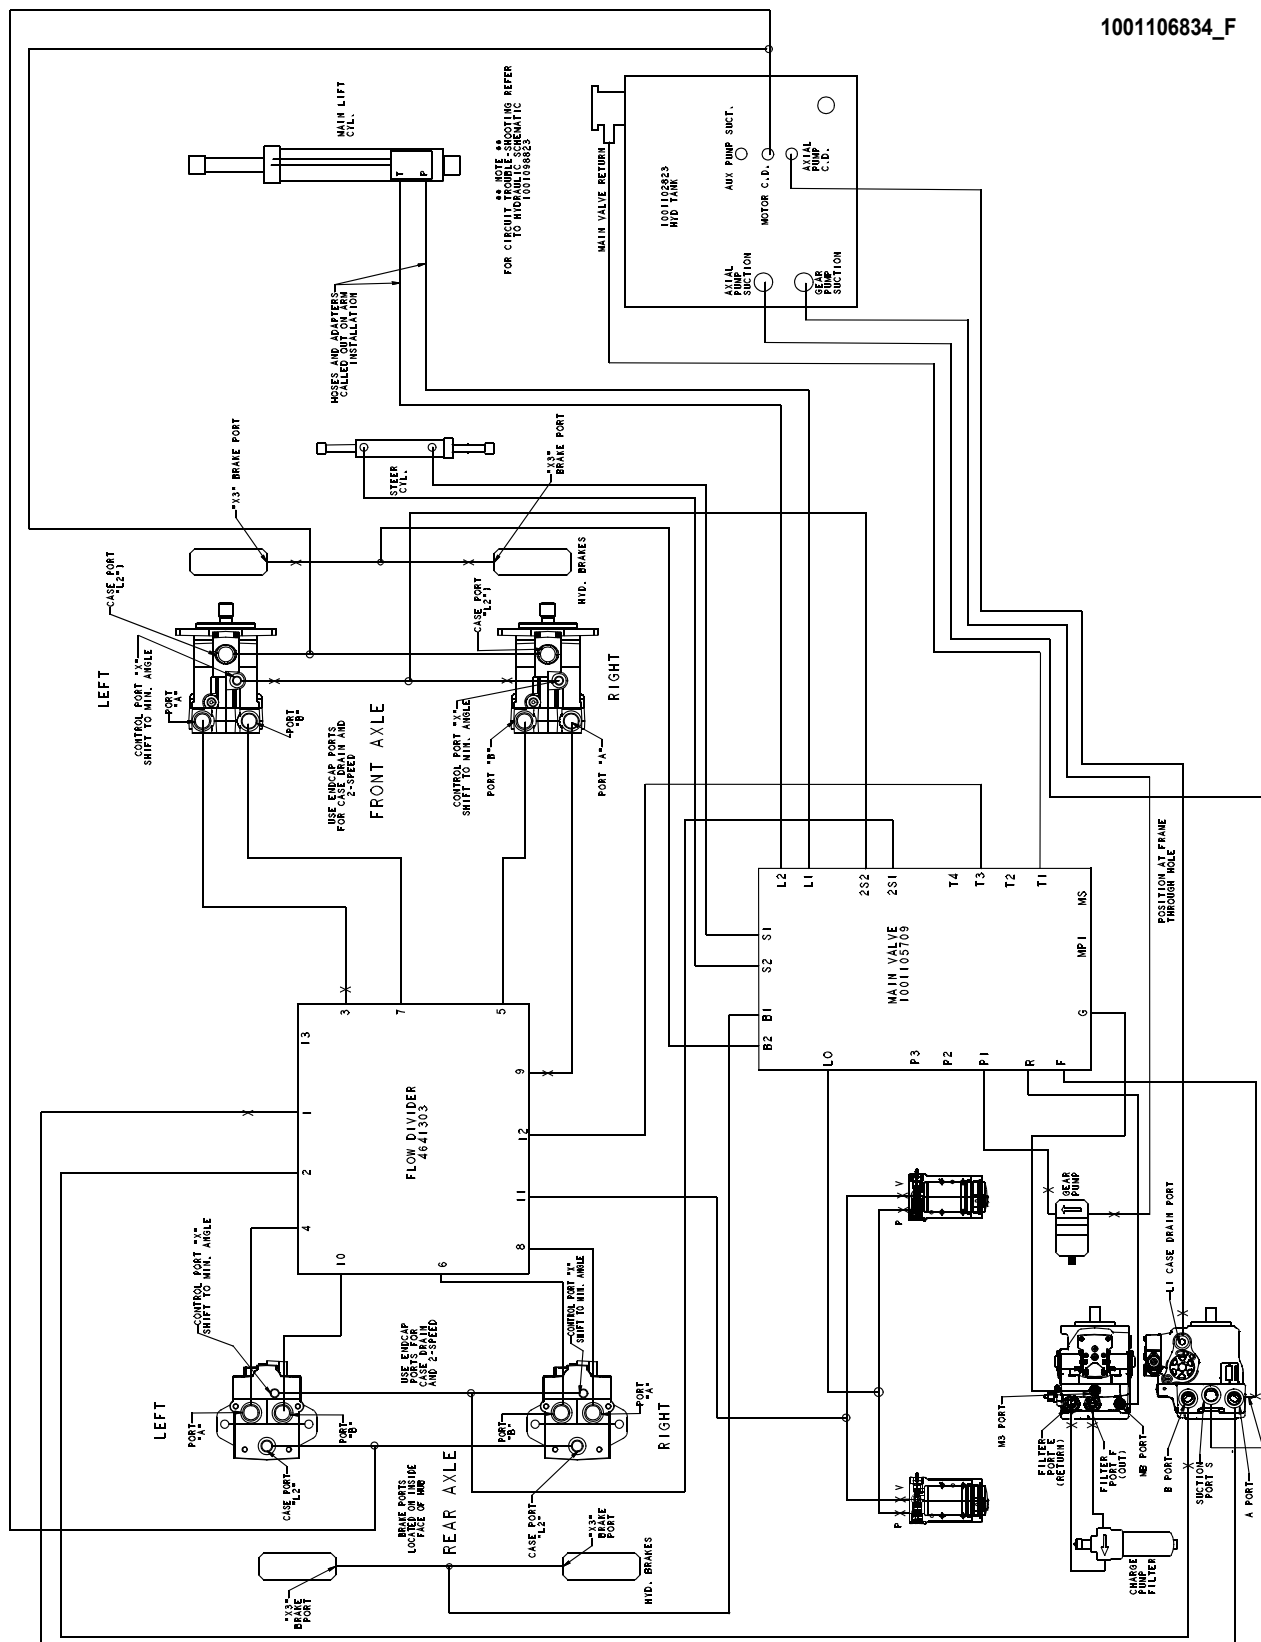 1001106834_F
MAIN LIFT
CYL.
** NOTE **
FOR CIRCUIT TROUBLE-SHOOTING REFER
TO HYDRAULIC SCHEMATIC
1001098823
T
P
MAIN VALVE RETURN
1001102823
HYD TANK
AUX PUMP SUCT.
MOTOR C.D.
AXIAL
PUMP
C.D.
AXIAL
PUMP
SUCTION
GEAR
PUMP
SUCTION
HOSES AND ADAPTERS
CALLED OUT ON ARM
INSTALLATION
STEER
CYL.
"X3" BRAKE PORT
"X3"
BRAKE PORT
HYD. BRAKES
CASE PORT
"L2")
CASE PORT
"L2")
LEFT
CONTROL PORT "X"
SHIFT TO MIN. ANGLE
PORT
"A"
PORT
"B"
USE ENDCAP PORTS
FOR CASE DRAIN AND
2-SPEED
FRONT AXLE
CONTROL PORT "X"
SHIFT TO MIN. ANGLE
PORT "B"
PORT "A"
RIGHT
FLOW DIVIDER
4641303
13
3
7
5
1
9
2
12
11
4
10
6
8
MAIN VALVE
1001105709
L2
L1
2S2
2S1
T4
T3
T2
T1
S1
S2
B1
B2
MS
MP1
G
LO
P3
P2
P1
R
F
POSITION AT FRAME
THROUGH HOLE
CONTROL PORT "X"
SHIFT TO MIN. ANGLE
LEFT
PORT
"A"
PORT
"B"
CASE PORT
"L2"
USE ENDCAP
PORTS FOR
CASE DRAIN
AND 2-SPEED
CONTROL PORT "X"
SHIFT TO MIN. ANGLE
PORT
"A"
PORT
"B"
RIGHT
BRAKE PORTS
LOCATED ON INSIDE
FACE OF HUB
REAR AXLE
CASE PORT
"L2"
"X3"
BRAKE
PORT
"X3"
BRAKE
PORT
HYD. BRAKES
P
V
P
V
GEAR
PUMP
L1 CASE DRAIN PORT
M3 PORT
FILTER
PORT E
(RETURN)
FILTER
PORT F
(OUT)
MB PORT
B PORT
SUCTION
PORT S
A PORT
CHARGE
PUMP
FILTER